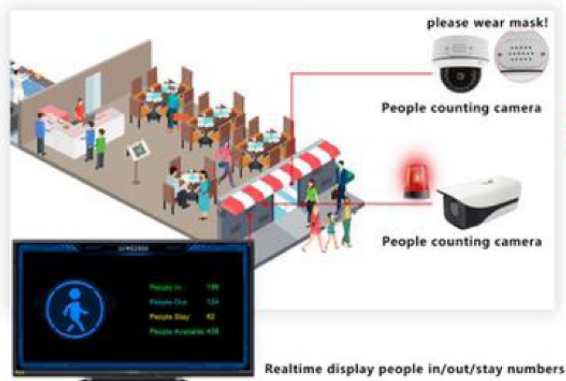 please wear mask!
People counting camera
People counting camera
People In:
People Out
People Stay:
People Available:
Realtime display people in/out/stay numbers